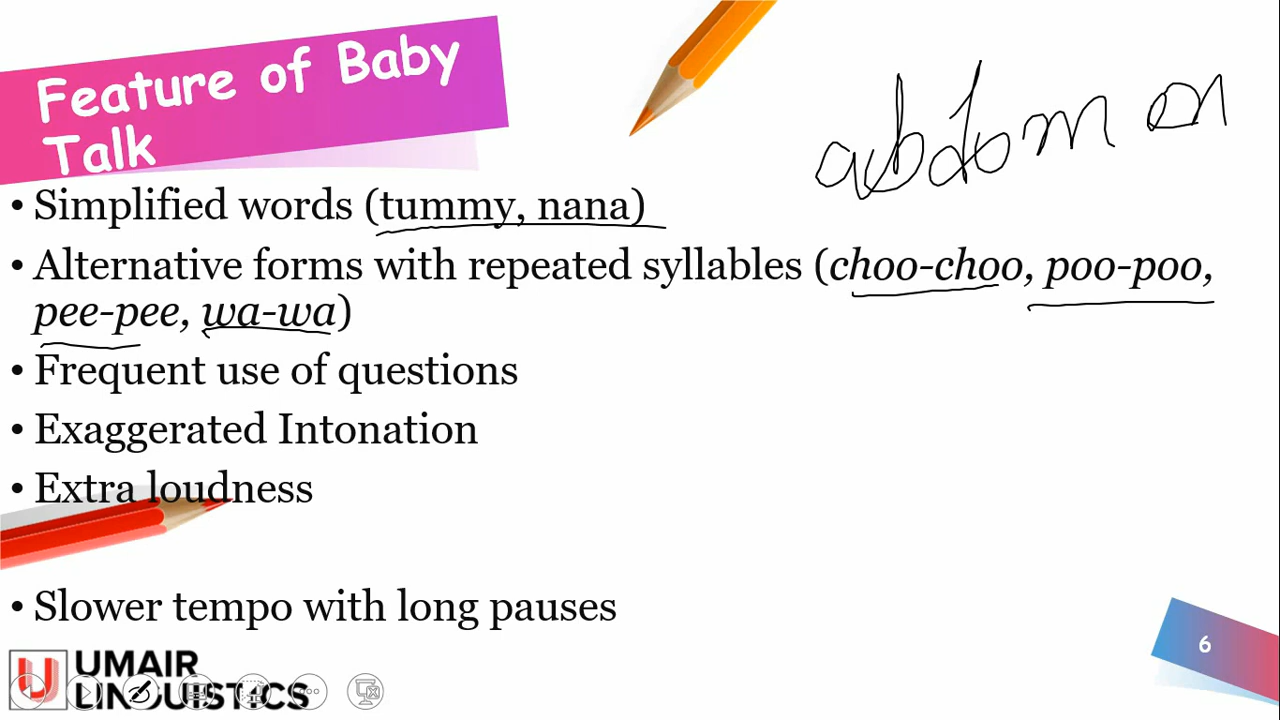 Feature of Baby
Talk
abdomen
• Simplified words (tummy, nana)
• Alternative forms with repeated syllables (choo-choo, poo-poo,
pee-pee, wa-wa)
• Frequent use of questions
• Exaggerated Intonation
• Extra loudness
• Slower tempo with long pauses
6
UMAIR
LINGUISTICS